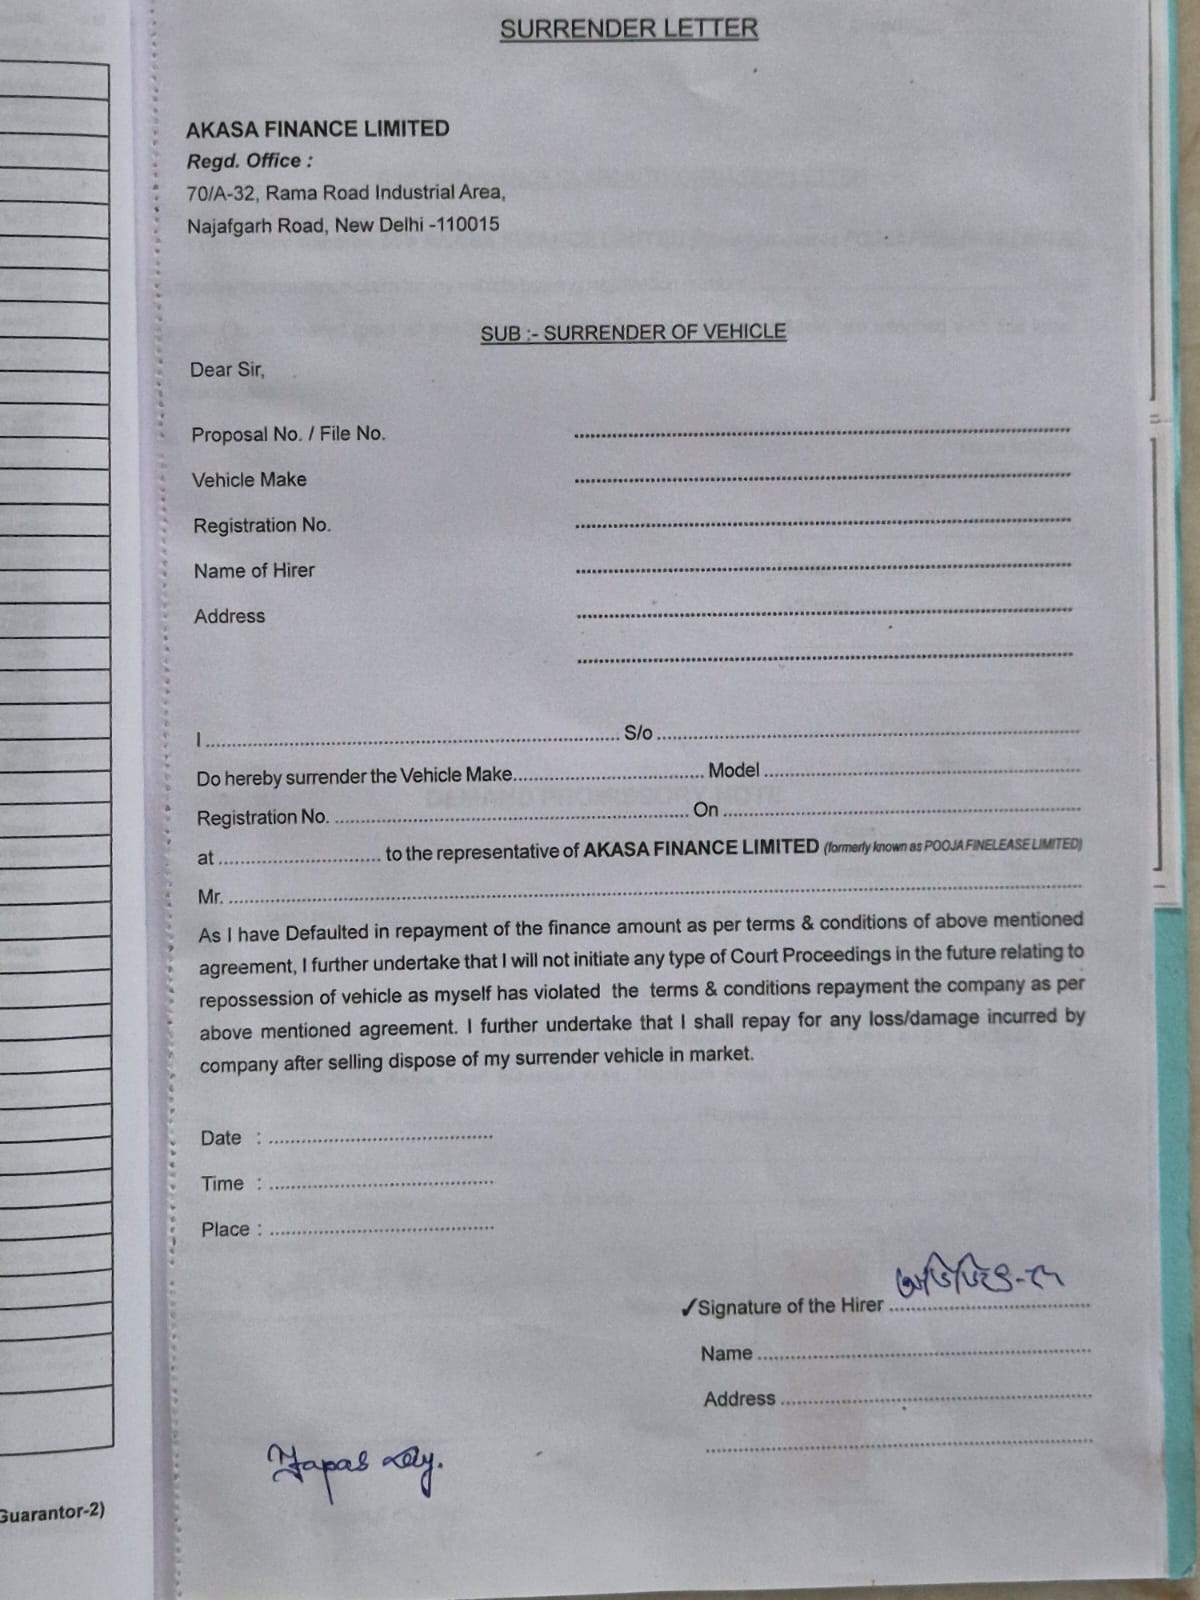 SURRENDER LETTER
AKASA FINANCE LIMITED
Regd. Office :
70/A-32, Rama Road Industrial Area,
Najafgarh Road, New Delhi -110015
SUB :- SURRENDER OF VEHICLE
Dear Sir,
Proposal No. / File No. ....................
Vehicle Make ....................
Registration No. ....................
Name of Hirer ....................
Address ....................
....................
I .................... S/o ....................
Do hereby surrender the Vehicle Make.................... Model ....................
Registration No. .................... On ....................
at .................... to the representative of AKASA FINANCE LIMITED (formerly known as POOJA FINELEASE LIMITED)
Mr. ....................
As I have Defaulted in repayment of the finance amount as per terms & conditions of above mentioned
agreement, I further undertake that I will not initiate any type of Court Proceedings in the future relating to
repossession of vehicle as myself has violated the terms & conditions repayment the company as per
above mentioned agreement. I further undertake that I shall repay for any loss/damage incurred by
company after selling dispose of my surrender vehicle in market.
Date : ....................
Time : ....................
Place : ....................
✓Signature of the Hirer ....................
Name ....................
Address ....................
....................
Tapas
Guarantor-2)